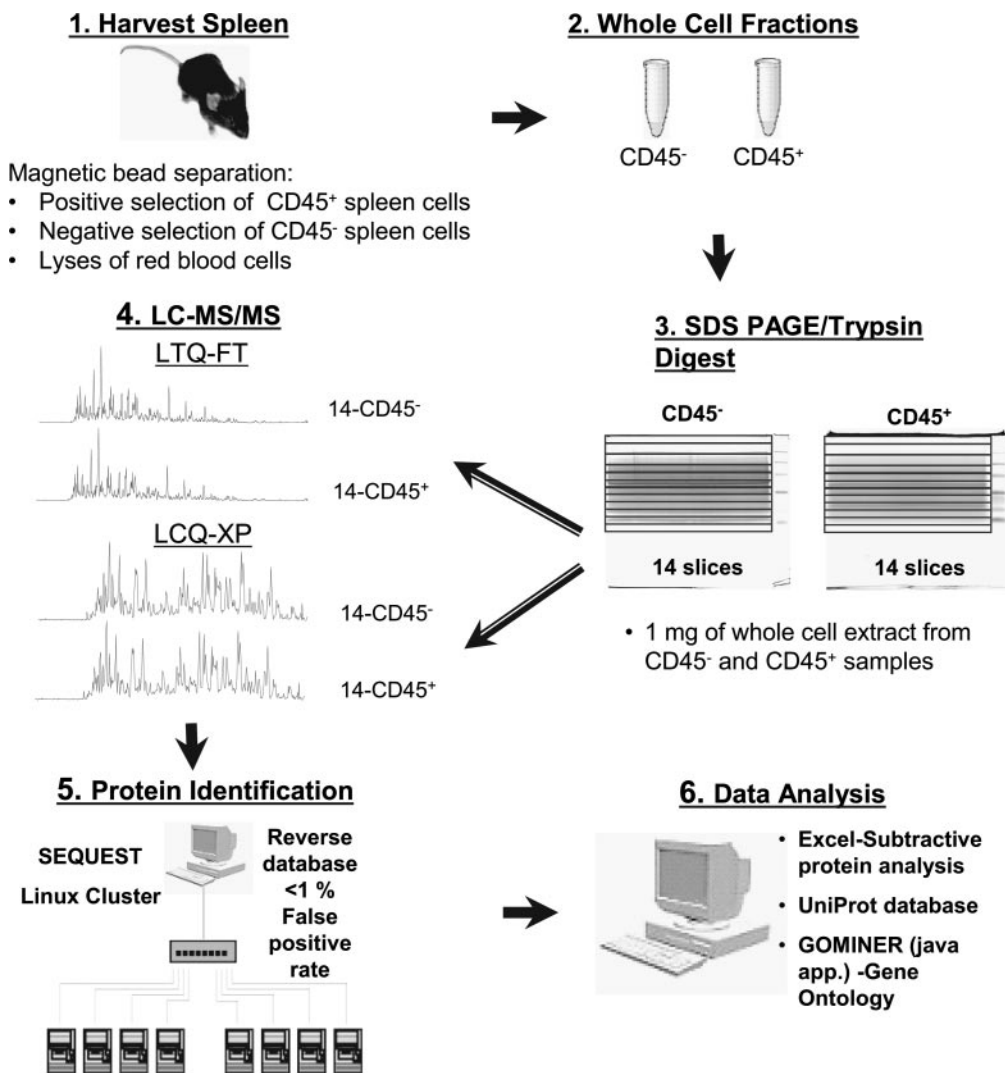 1. Harvest Spleen
Magnetic bead separation:
• Positive selection of CD45⁺ spleen cells
• Negative selection of CD45⁻ spleen cells
• Lyses of red blood cells
2. Whole Cell Fractions
CD45⁻ CD45⁺
3. SDS PAGE/Trypsin
Digest
CD45⁻ CD45⁺
14 slices 14 slices
• 1 mg of whole cell extract from
CD45⁻ and CD45⁺ samples
4. LC-MS/MS
LTQ-FT
14-CD45⁻
14-CD45⁺
LCQ-XP
14-CD45⁻
14-CD45⁺
5. Protein Identification
SEQUEST
Linux Cluster
Reverse
database
<1 %
False
positive
rate
6. Data Analysis
• Excel-Subtractive
protein analysis
• UniProt database
• GOMINER (java
app.) -Gene
Ontology